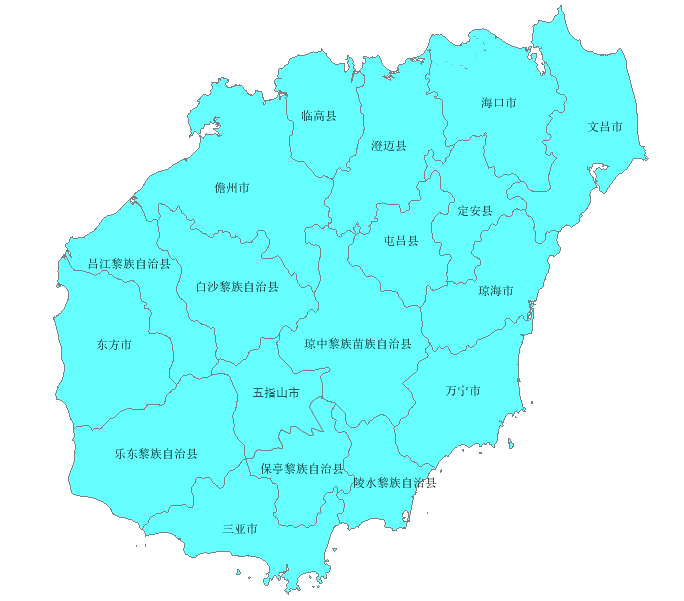 海口市
临高县
文昌市
澄迈县
儋州市
定安县
屯昌县
昌江黎族自治县
白沙黎族自治县
琼海市
东方市
琼中黎族苗族自治县
五指山市
万宁市
乐东黎族自治县
保亭黎族自治县
陵水黎族自治县
三亚市